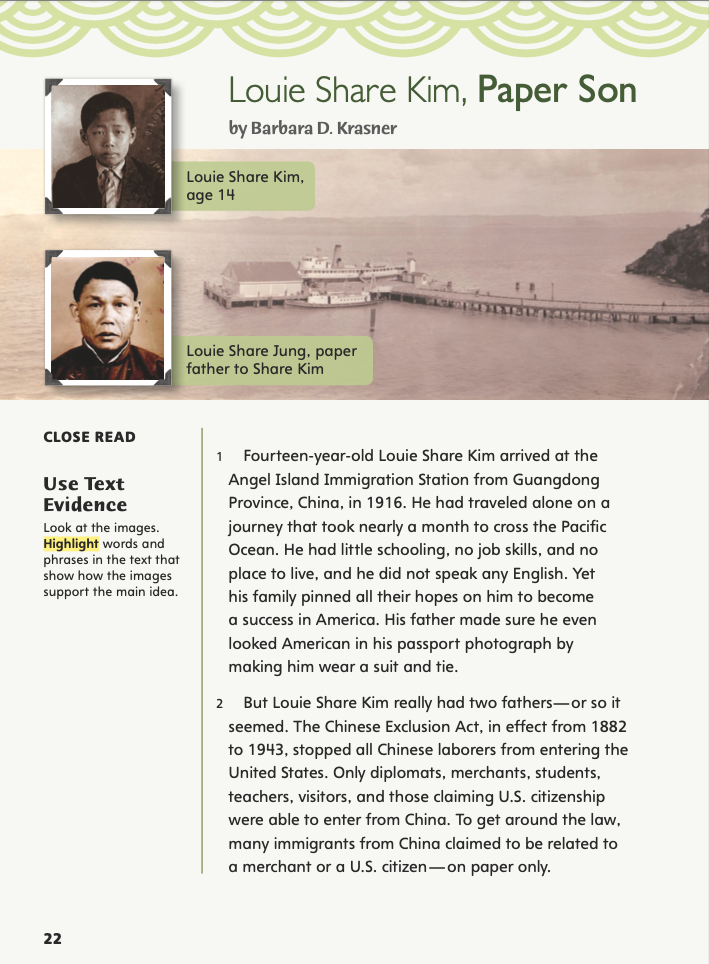 Louie Share Kim, Paper Son
by Barbara D. Krasner
Louie Share Kim,
age 14
Louie Share Jung, paper
father to Share Kim
CLOSE READ
Use Text
Evidence
Look at the images.
Highlight words and
phrases in the text that
show how the images
support the main idea.
1 Fourteen-year-old Louie Share Kim arrived at the
Angel Island Immigration Station from Guangdong
Province, China, in 1916. He had traveled alone on a
journey that took nearly a month to cross the Pacific
Ocean. He had little schooling, no job skills, and no
place to live, and he did not speak any English. Yet
his family pinned all their hopes on him to become
a success in America. His father made sure he even
looked American in his passport photograph by
making him wear a suit and tie.
2 But Louie Share Kim really had two fathers—or so it
seemed. The Chinese Exclusion Act, in effect from 1882
to 1943, stopped all Chinese laborers from entering the
United States. Only diplomats, merchants, students,
teachers, visitors, and those claiming U.S. citizenship
were able to enter from China. To get around the law,
many immigrants from China claimed to be related to
a merchant or a U.S. citizen—on paper only.
22